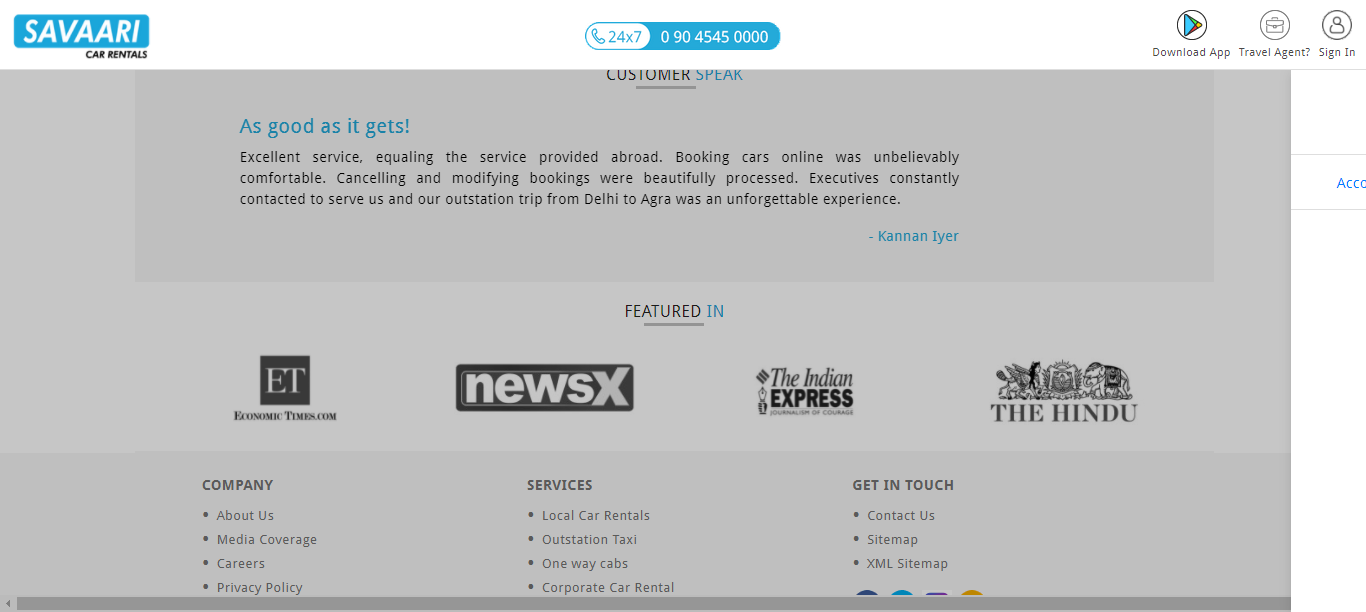 SAVAARI
CAR RENTALS
24x7 0 90 4545 0000
Download App
Travel Agent?
Sign In
CUSTOMER SPEAK
As good as it gets!
Excellent service, equaling the service provided abroad. Booking cars online was unbelievably
comfortable. Cancelling and modifying bookings were beautifully processed. Executives constantly
contacted to serve us and our outstation trip from Delhi to Agra was an unforgettable experience.
- Kannan Iyer
Acco
FEATURED IN
ET
ECONOMIC TIMES.COM
newsX
The Indian
EXPRESS
JOURNALISM OF COURAGE
THE HINDU
COMPANY
About Us
Media Coverage
Careers
Privacy Policy
SERVICES
Local Car Rentals
Outstation Taxi
One way cabs
Corporate Car Rental
GET IN TOUCH
Contact Us
Sitemap
XML Sitemap